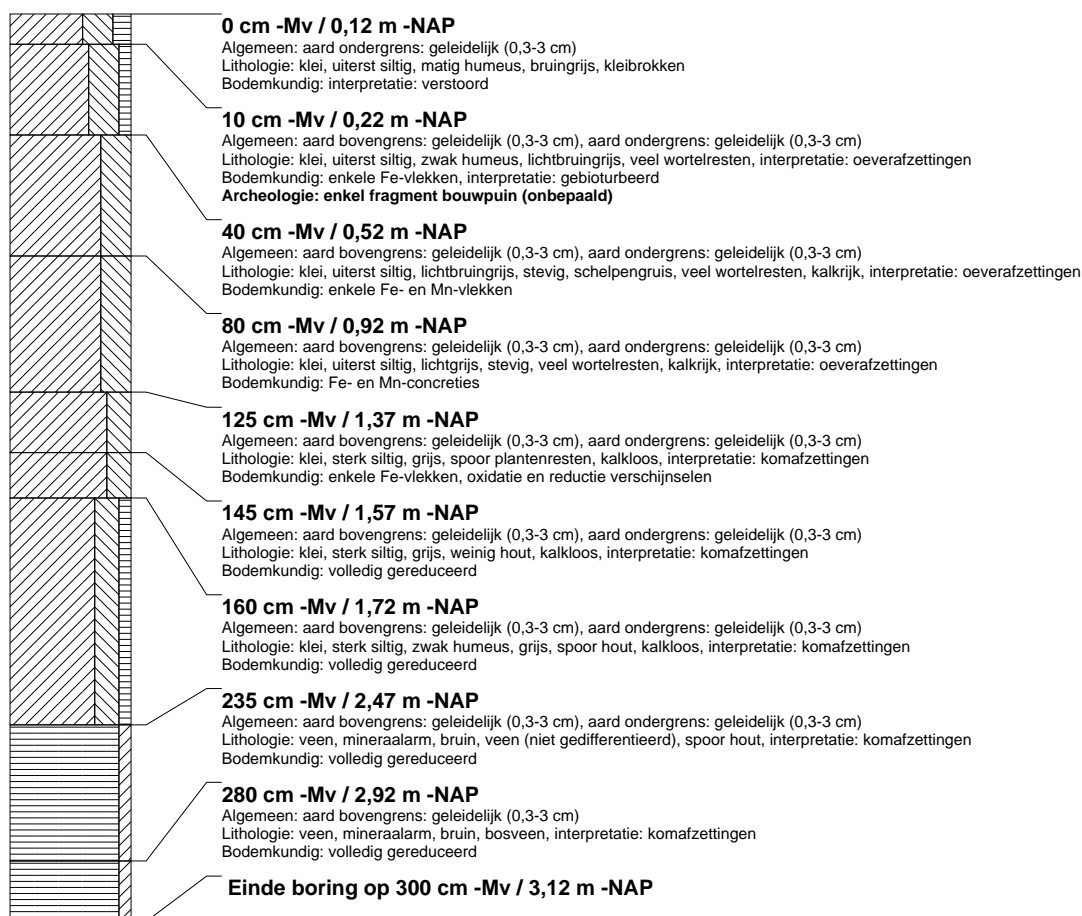 0 cm -Mv / 0,12 m -NAP
Algemeen: aard ondergrens: geleidelijk (0,3-3 cm)
Lithologie: klei, uiterst siltig, matig humeus, bruingrijs, kleibrokken
Bodemkundig: interpretatie: verstoord
10 cm -Mv / 0,22 m -NAP
Algemeen: aard bovengrens: geleidelijk (0,3-3 cm), aard ondergrens: geleidelijk (0,3-3 cm)
Lithologie: klei, uiterst siltig, zwak humeus, lichtbruingrijs, veel wortelresten, interpretatie: oeverafzettingen
Bodemkundig: enkele Fe-vlekken, interpretatie: gebioturbeerd
Archeologie: enkel fragment bouwpuin (onbepaald)
40 cm -Mv / 0,52 m -NAP
Algemeen: aard bovengrens: geleidelijk (0,3-3 cm), aard ondergrens: geleidelijk (0,3-3 cm)
Lithologie: klei, uiterst siltig, lichtbruingrijs, stevig, schelpengruis, veel wortelresten, kalkrijk, interpretatie: oeverafzettingen
Bodemkundig: enkele Fe- en Mn-vlekken
80 cm -Mv / 0,92 m -NAP
Algemeen: aard bovengrens: geleidelijk (0,3-3 cm), aard ondergrens: geleidelijk (0,3-3 cm)
Lithologie: klei, uiterst siltig, lichtgrijs, stevig, veel wortelresten, kalkrijk, interpretatie: oeverafzettingen
Bodemkundig: Fe- en Mn-concreties
125 cm -Mv / 1,37 m -NAP
Algemeen: aard bovengrens: geleidelijk (0,3-3 cm), aard ondergrens: geleidelijk (0,3-3 cm)
Lithologie: klei, sterk siltig, grijs, spoor plantenresten, kalkloos, interpretatie: komafzettingen
Bodemkundig: enkele Fe-vlekken, oxidatie en reductie verschijnselen
145 cm -Mv / 1,57 m -NAP
Algemeen: aard bovengrens: geleidelijk (0,3-3 cm), aard ondergrens: geleidelijk (0,3-3 cm)
Lithologie: klei, sterk siltig, grijs, weinig hout, kalkloos, interpretatie: komafzettingen
Bodemkundig: volledig gereduceerd
160 cm -Mv / 1,72 m -NAP
Algemeen: aard bovengrens: geleidelijk (0,3-3 cm), aard ondergrens: geleidelijk (0,3-3 cm)
Lithologie: klei, sterk siltig, zwak humeus, grijs, spoor hout, kalkloos, interpretatie: komafzettingen
Bodemkundig: volledig gereduceerd
235 cm -Mv / 2,47 m -NAP
Algemeen: aard bovengrens: geleidelijk (0,3-3 cm), aard ondergrens: geleidelijk (0,3-3 cm)
Lithologie: veen, mineraalarm, bruin, veen (niet gedifferentieerd), spoor hout, interpretatie: komafzettingen
Bodemkundig: volledig gereduceerd
280 cm -Mv / 2,92 m -NAP
Algemeen: aard bovengrens: geleidelijk (0,3-3 cm)
Lithologie: veen, mineraalarm, bruin, bosveen, interpretatie: komafzettingen
Bodemkundig: volledig gereduceerd
Einde boring op 300 cm -Mv / 3,12 m -NAP